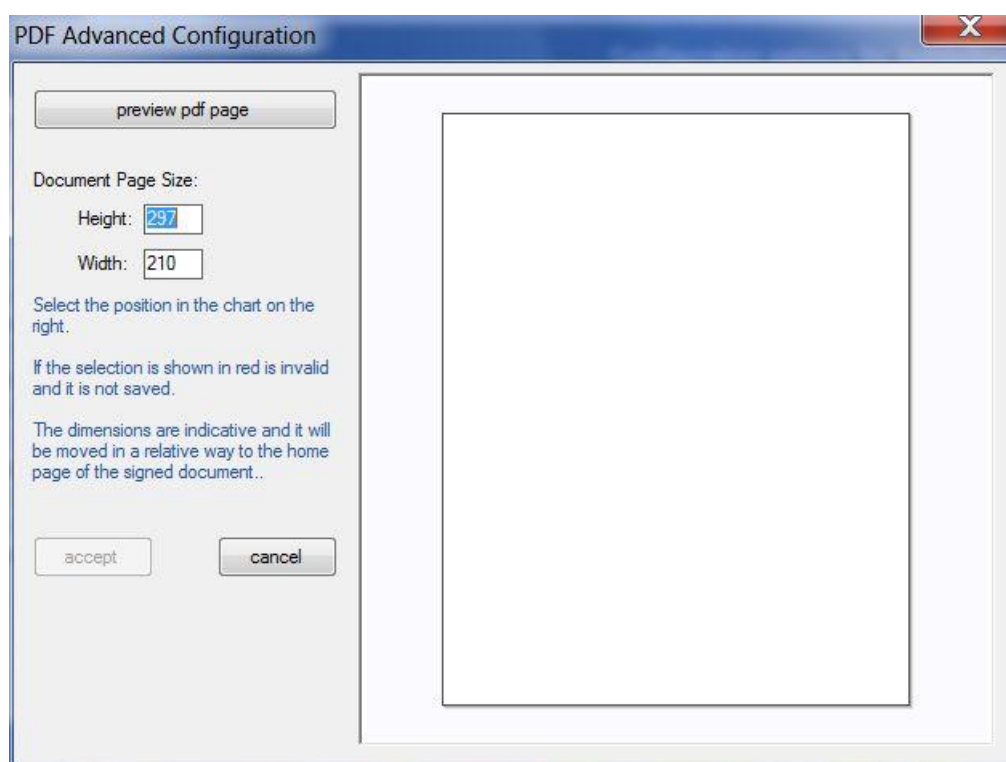 PDF Advanced Configuration
X
preview pdf page
Document Page Size:
Height: 297
Width: 210
Select the position in the chart on the
right.
If the selection is shown in red is invalid
and it is not saved.
The dimensions are indicative and it will
be moved in a relative way to the home
page of the signed document..
accept cancel